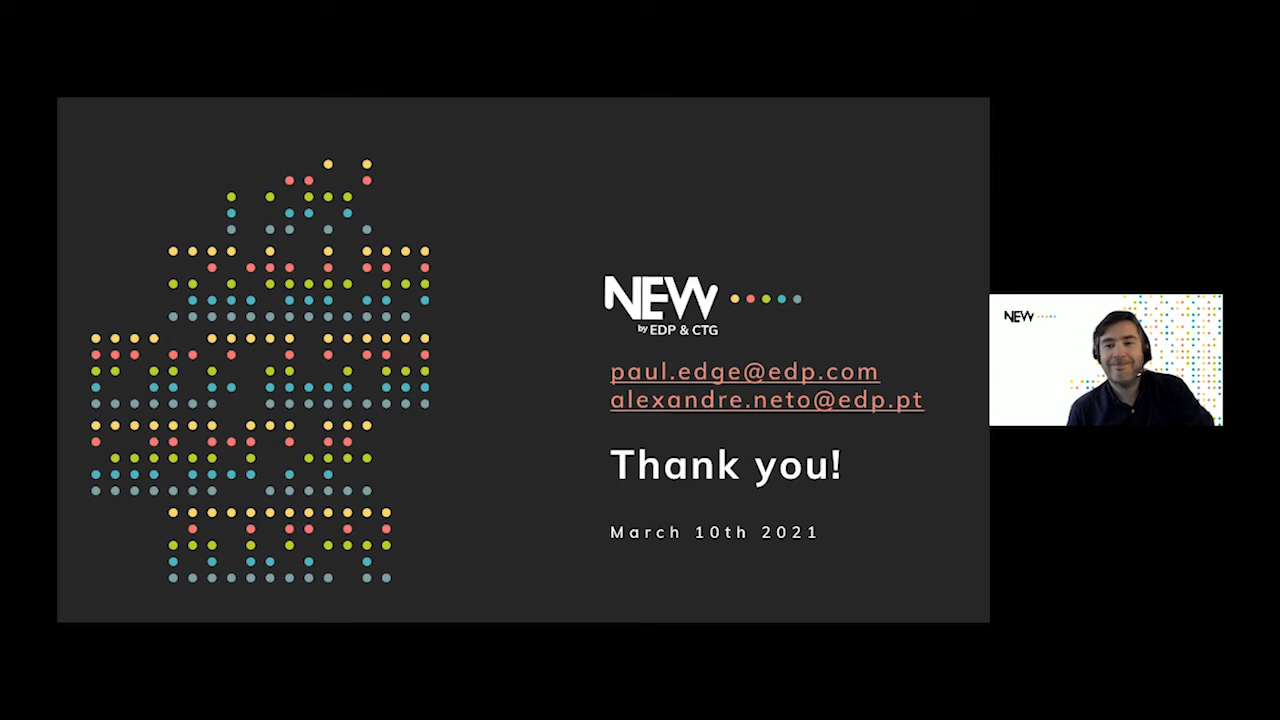 NEW
by EDP & CTG
paul.edge@edp.com
alexandre.neto@edp.pt
Thank you!
March 10th 2021
NEW